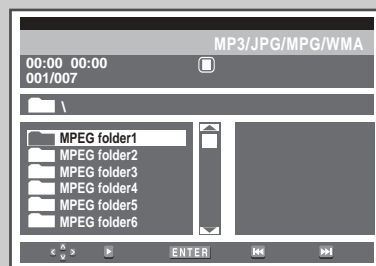 MP3/JPG/MPG/WMA
00:00 00:00
001/007
\
MPEG folder1
MPEG folder2
MPEG folder3
MPEG folder4
MPEG folder5
MPEG folder6
ENTER